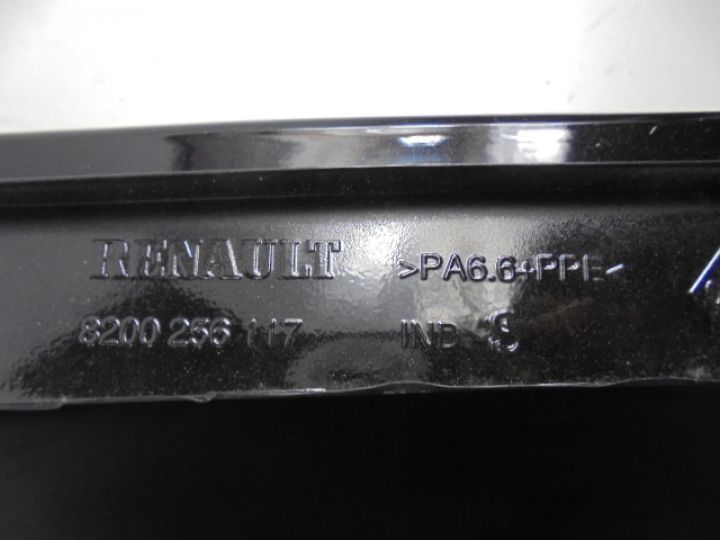 RENAULT >PA6.6+PPE<
8200 256 117 IND